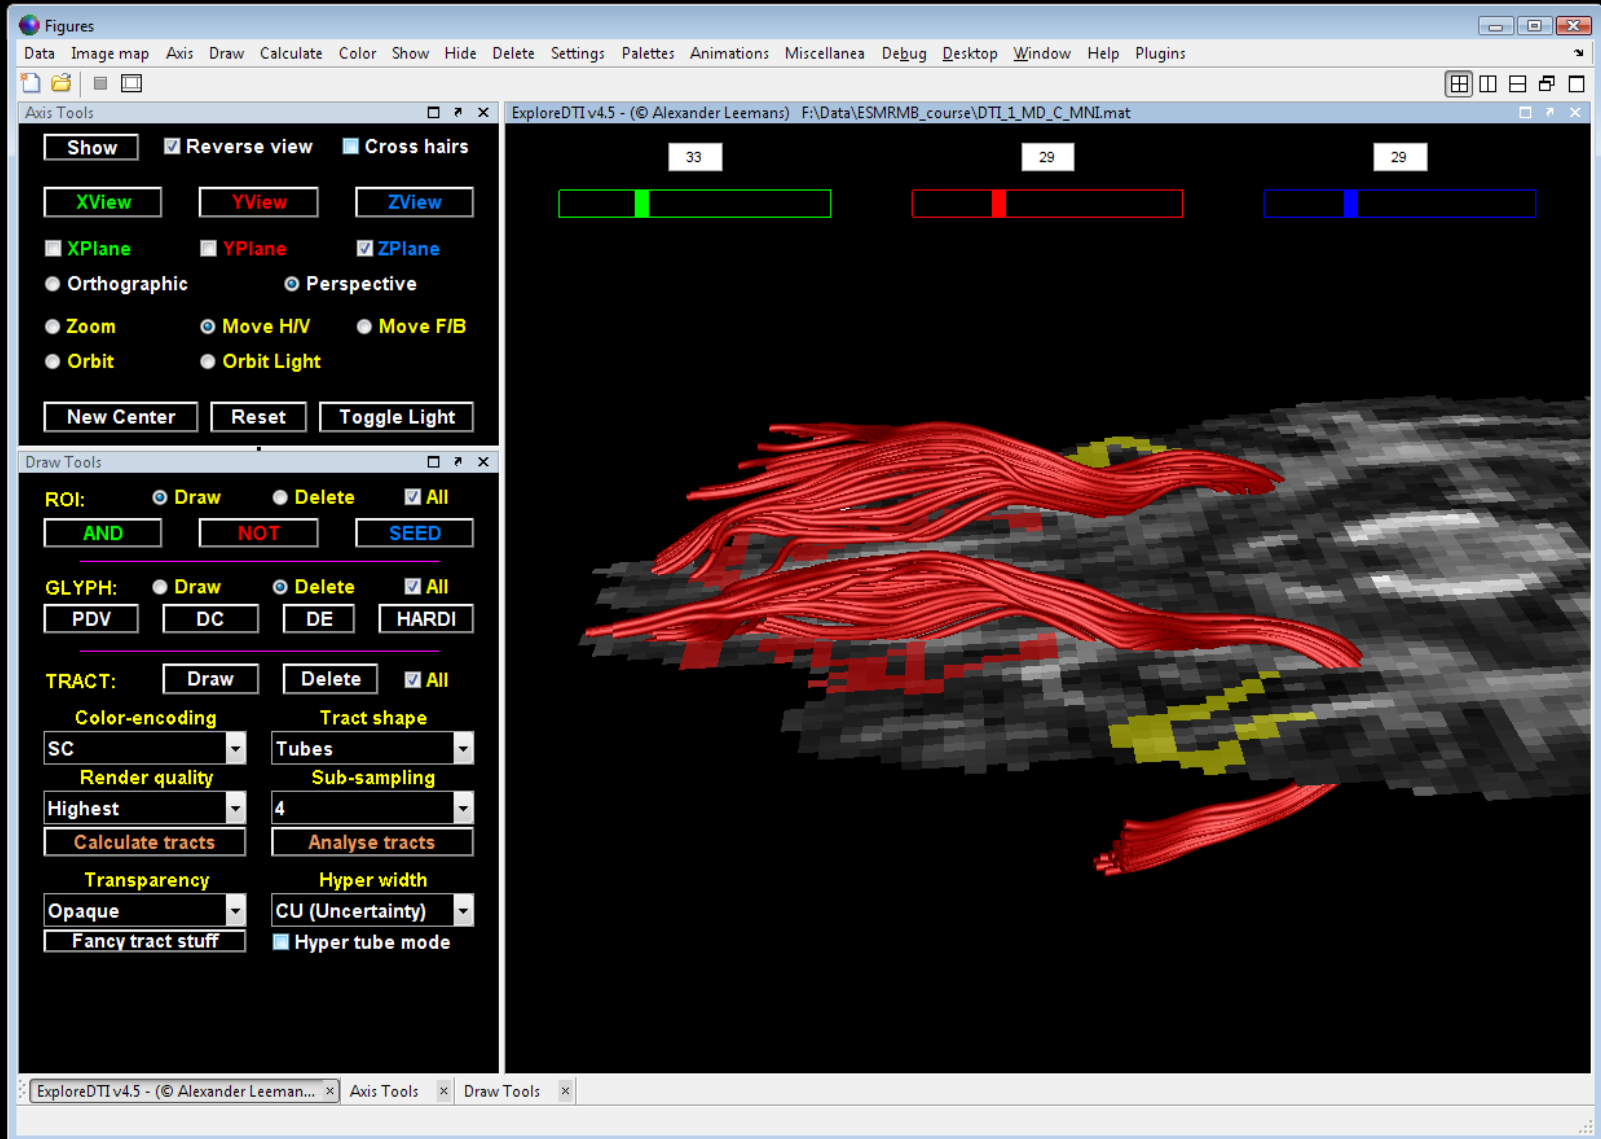 Figures
Data Image map Axis Draw Calculate Color Show Hide Delete Settings Palettes Animations Miscellanea Debug Desktop Window Help Plugins
Axis Tools
Show Reverse view Cross hairs
XView YView ZView
XPlane YPlane ZPlane
Orthographic Perspective
Zoom Move H/V Move F/B
Orbit Orbit Light
New Center Reset Toggle Light
Draw Tools
ROI: Draw Delete All
AND NOT SEED
GLYPH: Draw Delete All
PDV DC DE HARDI
TRACT: Draw Delete All
Color-encoding Tract shape
SC Tubes
Render quality Sub-sampling
Highest 4
Calculate tracts Analyse tracts
Transparency Hyper width
Opaque CU (Uncertainty)
Fancy tract stuff Hyper tube mode
ExploreDTI v4.5 - (© Alexander Leemans) F:\Data\ESMRMB_course\DTI_1_MD_C_MNI.mat
33 29 29
ExploreDTI v4.5 - (© Alexander Leeman... Axis Tools Draw Tools